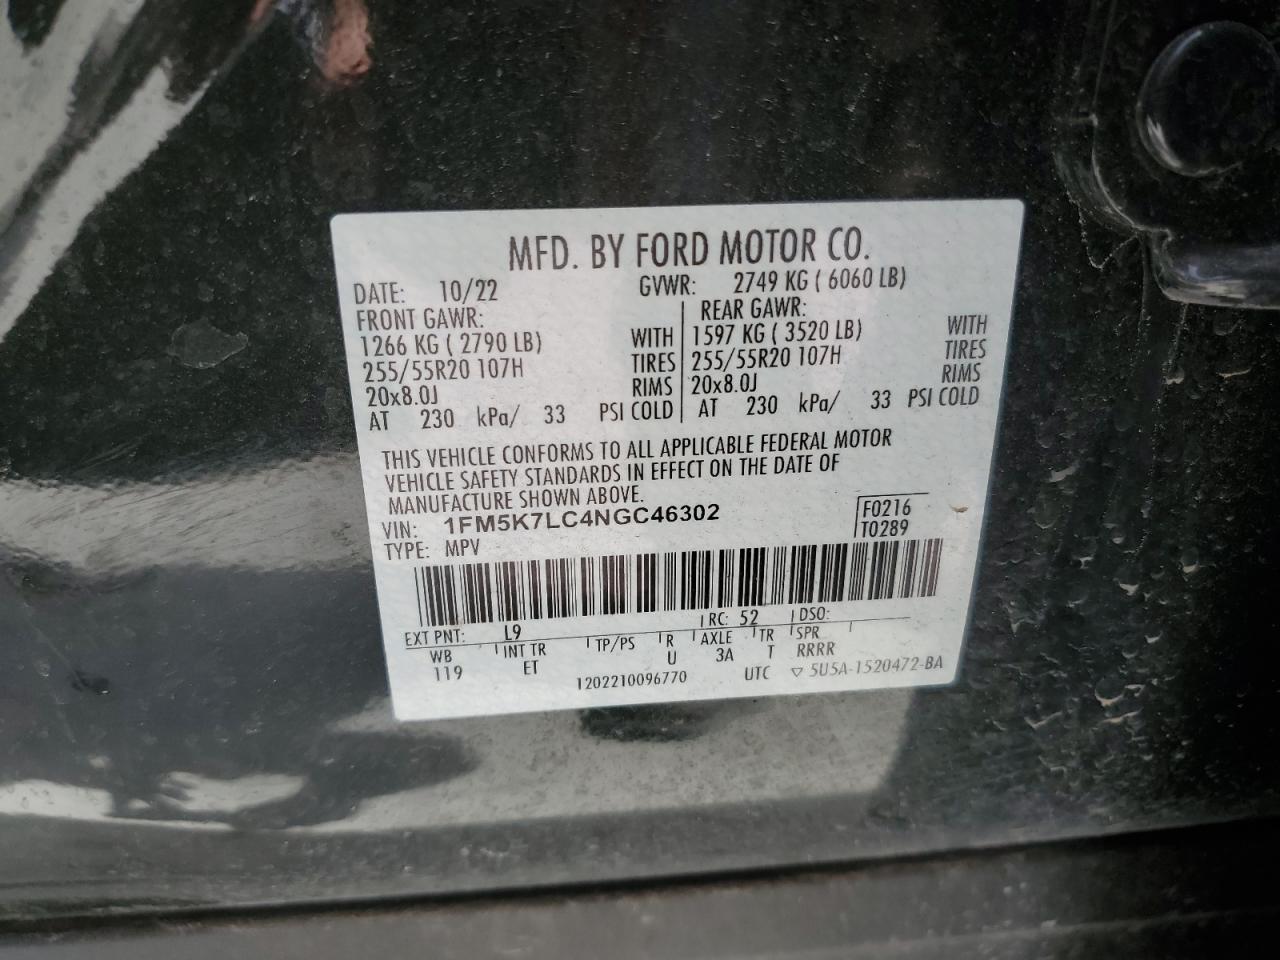 MFD. BY FORD MOTOR CO.
DATE: 10/22 GVWR: 2749 KG ( 6060 LB)
FRONT GAWR: REAR GAWR:
1266 KG ( 2790 LB) WITH 1597 KG ( 3520 LB) WITH
255/55R20 107H TIRES 255/55R20 107H TIRES
20x8.0J RIMS 20x8.0J RIMS
AT 230 kPa/ 33 PSI COLD AT 230 kPa/ 33 PSI COLD
THIS VEHICLE CONFORMS TO ALL APPLICABLE FEDERAL MOTOR
VEHICLE SAFETY STANDARDS IN EFFECT ON THE DATE OF
MANUFACTURE SHOWN ABOVE.
VIN: 1FM5K7LC4NGC46302 F0216
TYPE: MPV T0289
EXT PNT: L9 RC: 52 DSO:
WB INT TR TP/PS R AXLE TR SPR
119 ET U 3A T RRRR
1202210096770 UTC ▽ 5U5A-1520472-BA